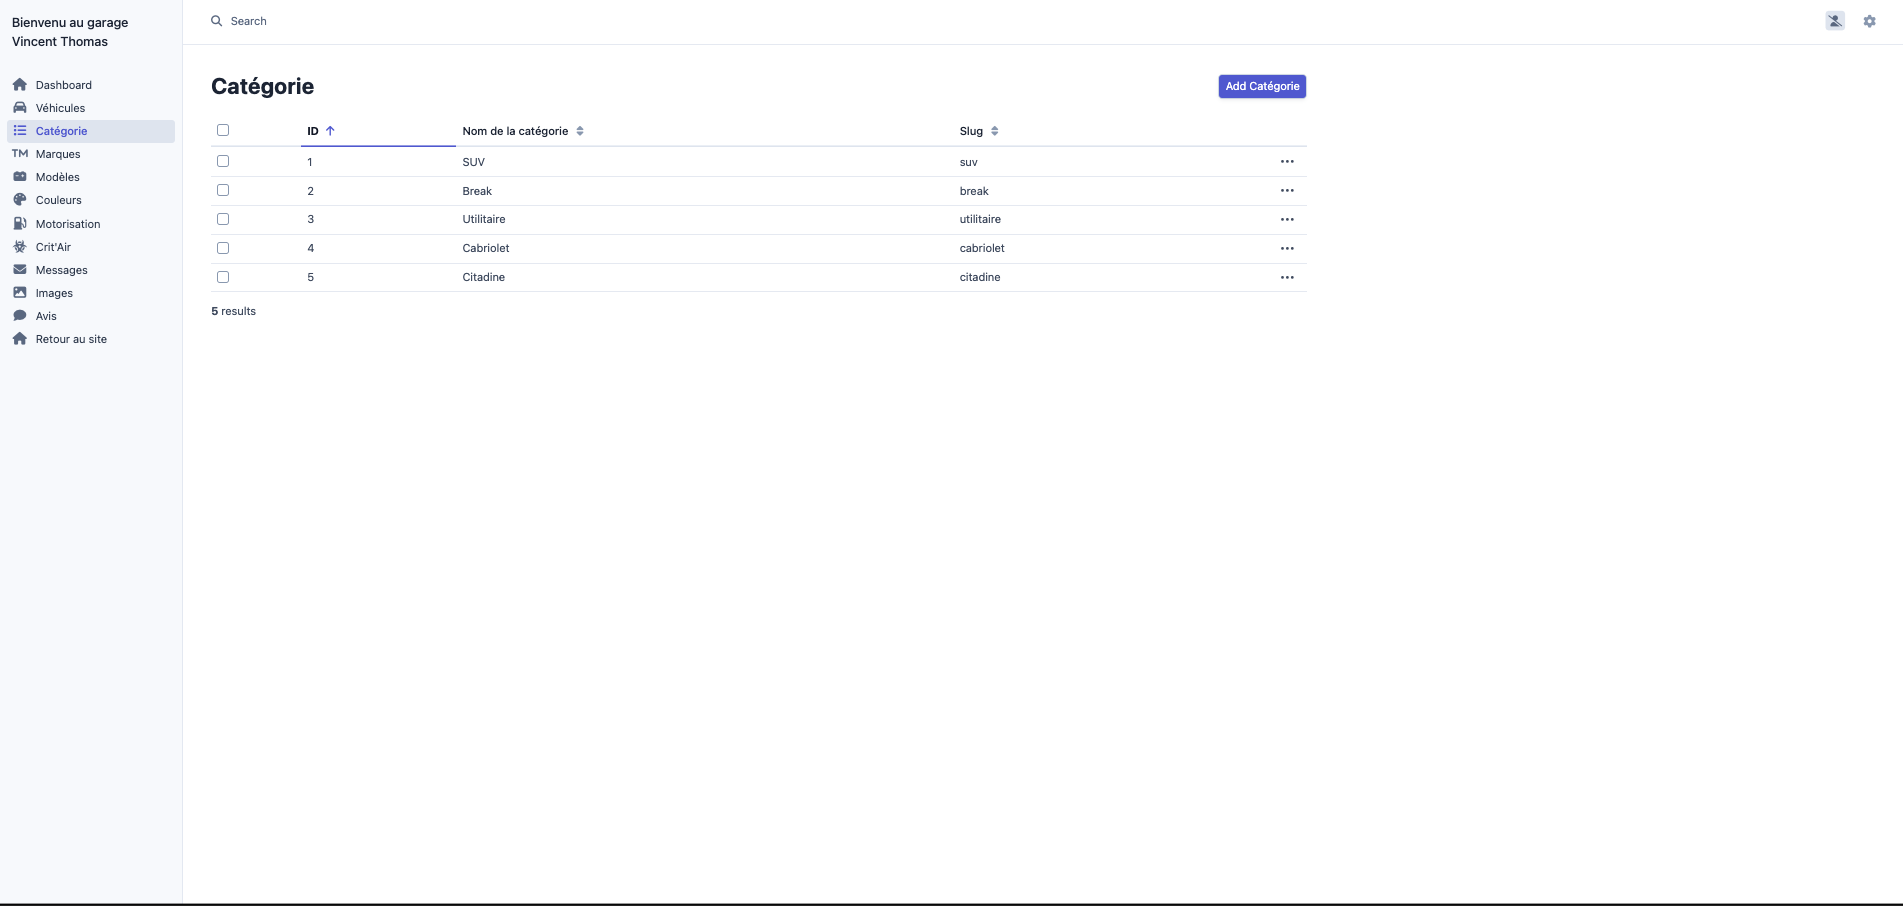 Bienvenu au garage
Vincent Thomas
Search
Dashboard
Véhicules
Catégorie
Marques
Modèles
Couleurs
Motorisation
Crit'Air
Messages
Images
Avis
Retour au site
Catégorie
Add Catégorie
ID Nom de la catégorie Slug
1 SUV suv
2 Break break
3 Utilitaire utilitaire
4 Cabriolet cabriolet
5 Citadine citadine
5 results